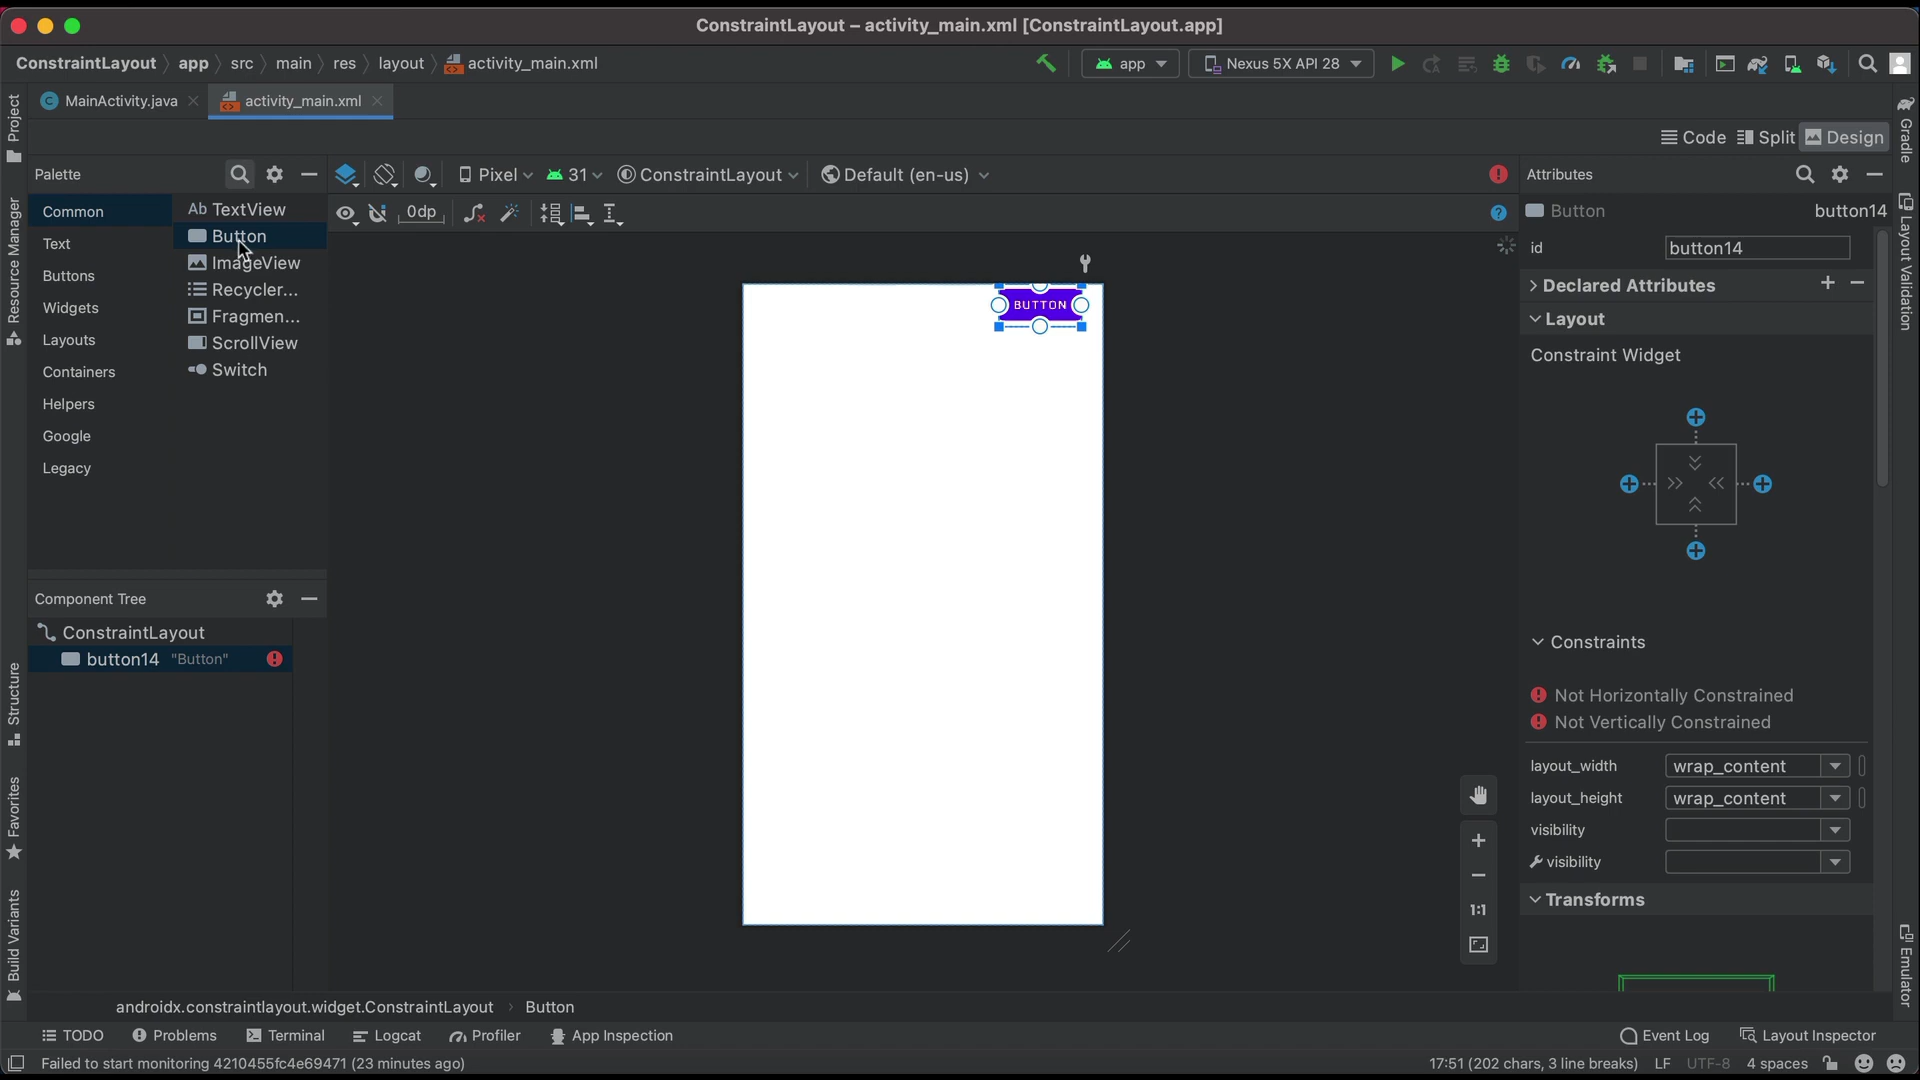 ConstraintLayout – activity_main.xml [ConstraintLayout.app]
ConstraintLayout app src main res layout activity_main.xml
app
Nexus 5X API 28
MainActivity.java
activity_main.xml
Code
Split
Design
Project
Resource Manager
Structure
Favorites
Build Variants
Palette
Common
Text
Buttons
Widgets
Layouts
Containers
Helpers
Google
Legacy
Ab TextView
Button
ImageView
Recycler...
Fragmen...
ScrollView
Switch
Component Tree
ConstraintLayout
button14 "Button"
Pixel
31
ConstraintLayout
Default (en-us)
0dp
BUTTON
1:1
Attributes
Button button14
id button14
Declared Attributes
Layout
Constraint Widget
Constraints
Not Horizontally Constrained
Not Vertically Constrained
layout_width wrap_content
layout_height wrap_content
visibility
visibility
Transforms
Gradle
Layout Validation
Emulator
androidx.constraintlayout.widget.ConstraintLayout Button
TODO
Problems
Terminal
Logcat
Profiler
App Inspection
Event Log
Layout Inspector
Failed to start monitoring 4210455fc4e69471 (23 minutes ago)
17:51 (202 chars, 3 line breaks) LF UTF-8 4 spaces